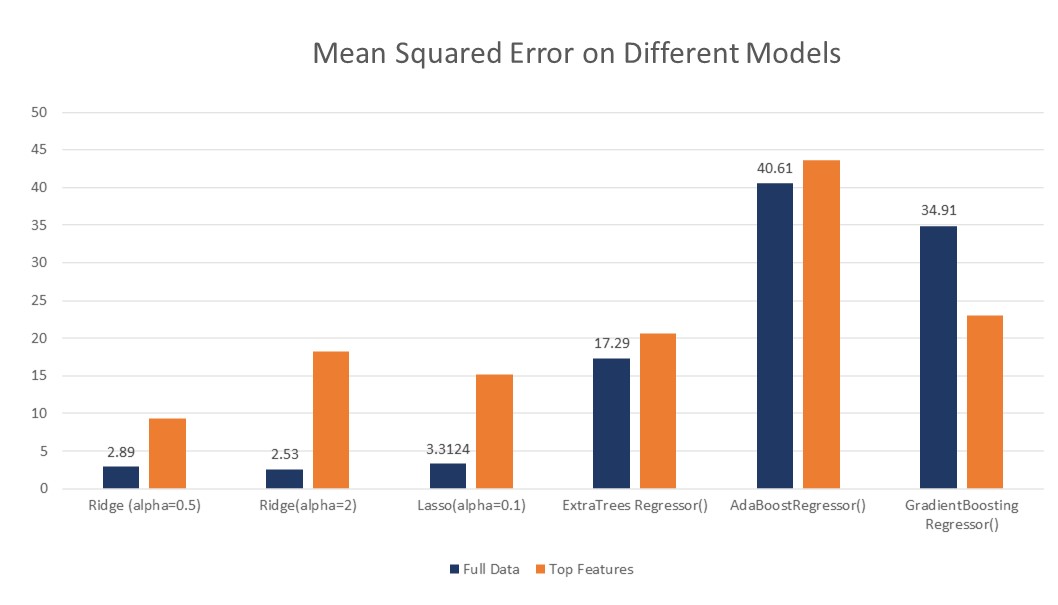 Mean Squared Error on Different Models
50
45
40
35
30
25
20
15
10
5
0
2.89
2.53
3.3124
17.29
40.61
34.91
Ridge (alpha=0.5)
Ridge(alpha=2)
Lasso(alpha=0.1)
ExtraTrees Regressor()
AdaBoostRegressor()
GradientBoosting
Regressor()
Full Data
Top Features